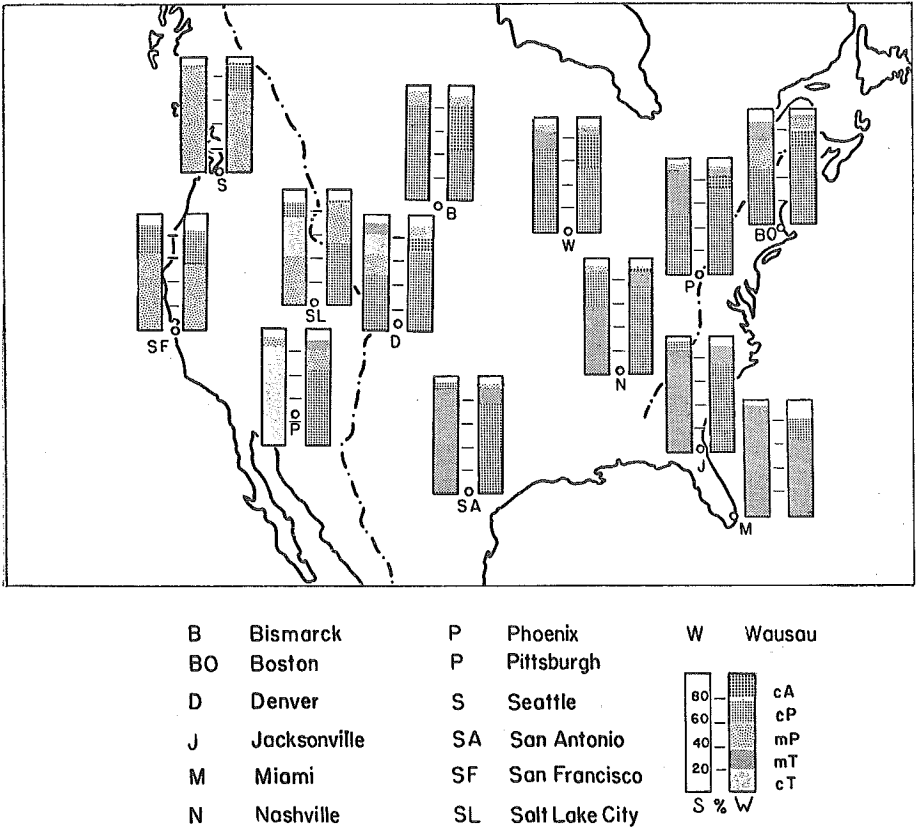 S
B
W
BO
P
SL
D
SF
N
P
J
SA
M
B Bismarck P Phoenix W Wausau
BO Boston P Pittsburgh
D Denver S Seattle
J Jacksonville SA San Antonio
M Miami SF San Francisco
N Nashville SL Salt Lake City
80 cA
60 cP
40 mP
20 mT
cT
S % W